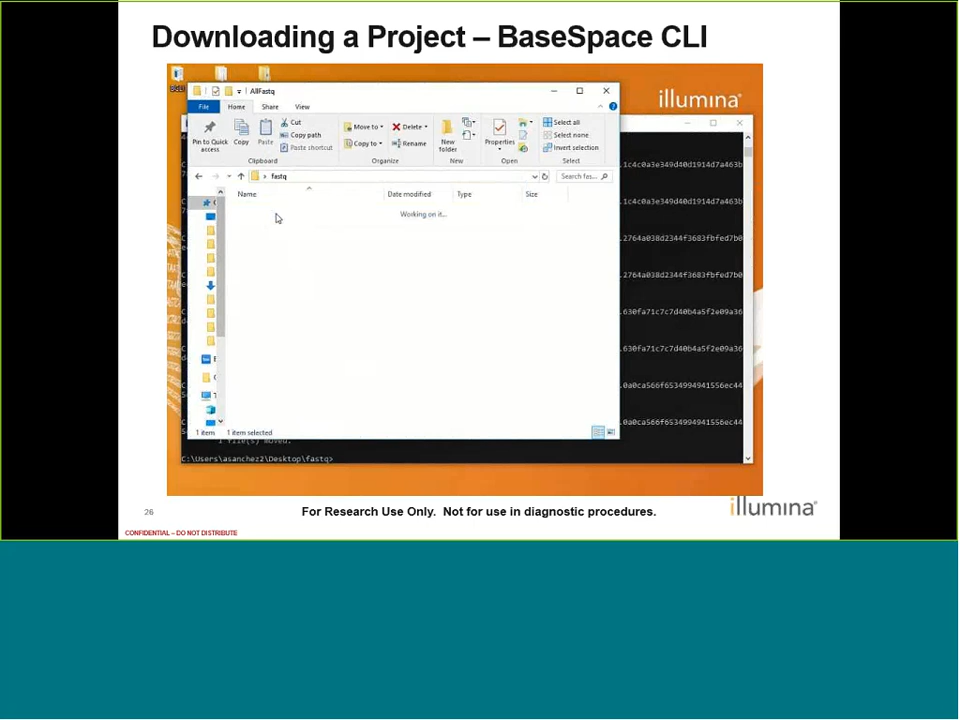 Downloading a Project – BaseSpace CLI
AllFastq
illumina®
File Home Share View
Pin to Quick access
Copy
Paste
Cut
Copy path
Paste shortcut
Move to
Copy to
Delete
Rename
New folder
Properties
Select all
Select none
Invert selection
Clipboard Organize New Open Select
fastq
Search fas...
Name Date modified Type Size
Working on it...
.1c4c0a3e349d40d1914d7a463b
.1c4c0a3e349d40d1914d7a463b
.2764a038d2344f3683fbfed7b0
.2764a038d2344f3683fbfed7b0
.630fa71c7c7d40b4a5f2e09a36
.630fa71c7c7d40b4a5f2e09a36
.0a0ca566f6534994941556ec44
.0a0ca566f6534994941556ec44
1 item 1 item selected
1 file(s) moved.
C:\Users\asanchez2\Desktop\fastq>
26
For Research Use Only. Not for use in diagnostic procedures.
illumina®
CONFIDENTIAL – DO NOT DISTRIBUTE